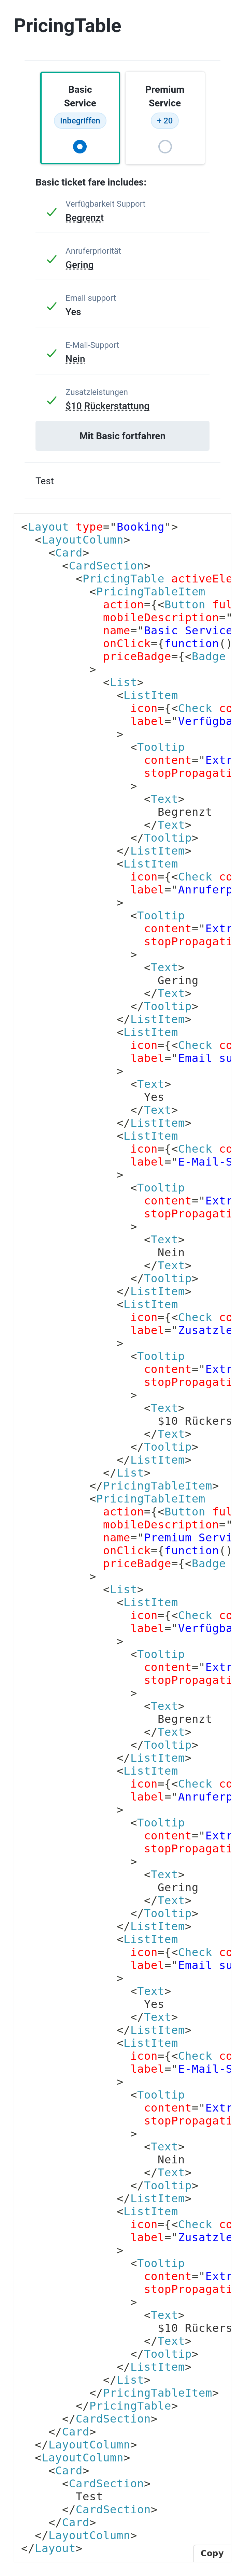 PricingTable
Basic
Service
Inbegriffen
Premium
Service
+ 20
Basic ticket fare includes:
Verfügbarkeit Support
Begrenzt
Anruferpriorität
Gering
Email support
Yes
E-Mail-Support
Nein
Zusatzleistungen
$10 Rückerstattung
Mit Basic fortfahren
Test
<Layout type="Booking">
<LayoutColumn>
<Card>
<CardSection>
<PricingTable activeEle
<PricingTableItem
action={<Button ful
mobileDescription="
name="Basic Service
onClick={function()
priceBadge={<Badge
>
<List>
<ListItem
icon={<Check co
label="Verfügba
>
<Tooltip
content="Extr
stopPropagati
>
<Text>
Begrenzt
</Text>
</Tooltip>
</ListItem>
<ListItem
icon={<Check co
label="Anruferp
>
<Tooltip
content="Extr
stopPropagati
>
<Text>
Gering
</Text>
</Tooltip>
</ListItem>
<ListItem
icon={<Check co
label="Email su
>
<Text>
Yes
</Text>
</ListItem>
<ListItem
icon={<Check co
label="E-Mail-S
>
<Tooltip
content="Extr
stopPropagati
>
<Text>
Nein
</Text>
</Tooltip>
</ListItem>
<ListItem
icon={<Check co
label="Zusatzle
>
<Tooltip
content="Extr
stopPropagati
>
<Text>
$10 Rückers
</Text>
</Tooltip>
</ListItem>
</List>
</PricingTableItem>
<PricingTableItem
action={<Button ful
mobileDescription="
name="Premium Servi
onClick={function()
priceBadge={<Badge
>
<List>
<ListItem
icon={<Check co
label="Verfügba
>
<Tooltip
content="Extr
stopPropagati
>
<Text>
Begrenzt
</Text>
</Tooltip>
</ListItem>
<ListItem
icon={<Check co
label="Anruferp
>
<Tooltip
content="Extr
stopPropagati
>
<Text>
Gering
</Text>
</Tooltip>
</ListItem>
<ListItem
icon={<Check co
label="Email su
>
<Text>
Yes
</Text>
</ListItem>
<ListItem
icon={<Check co
label="E-Mail-S
>
<Tooltip
content="Extr
stopPropagati
>
<Text>
Nein
</Text>
</Tooltip>
</ListItem>
<ListItem
icon={<Check co
label="Zusatzle
>
<Tooltip
content="Extr
stopPropagati
>
<Text>
$10 Rückers
</Text>
</Tooltip>
</ListItem>
</List>
</PricingTableItem>
</PricingTable>
</CardSection>
</Card>
</LayoutColumn>
<LayoutColumn>
<Card>
<CardSection>
Test
</CardSection>
</Card>
</LayoutColumn>
</Layout>
Copy